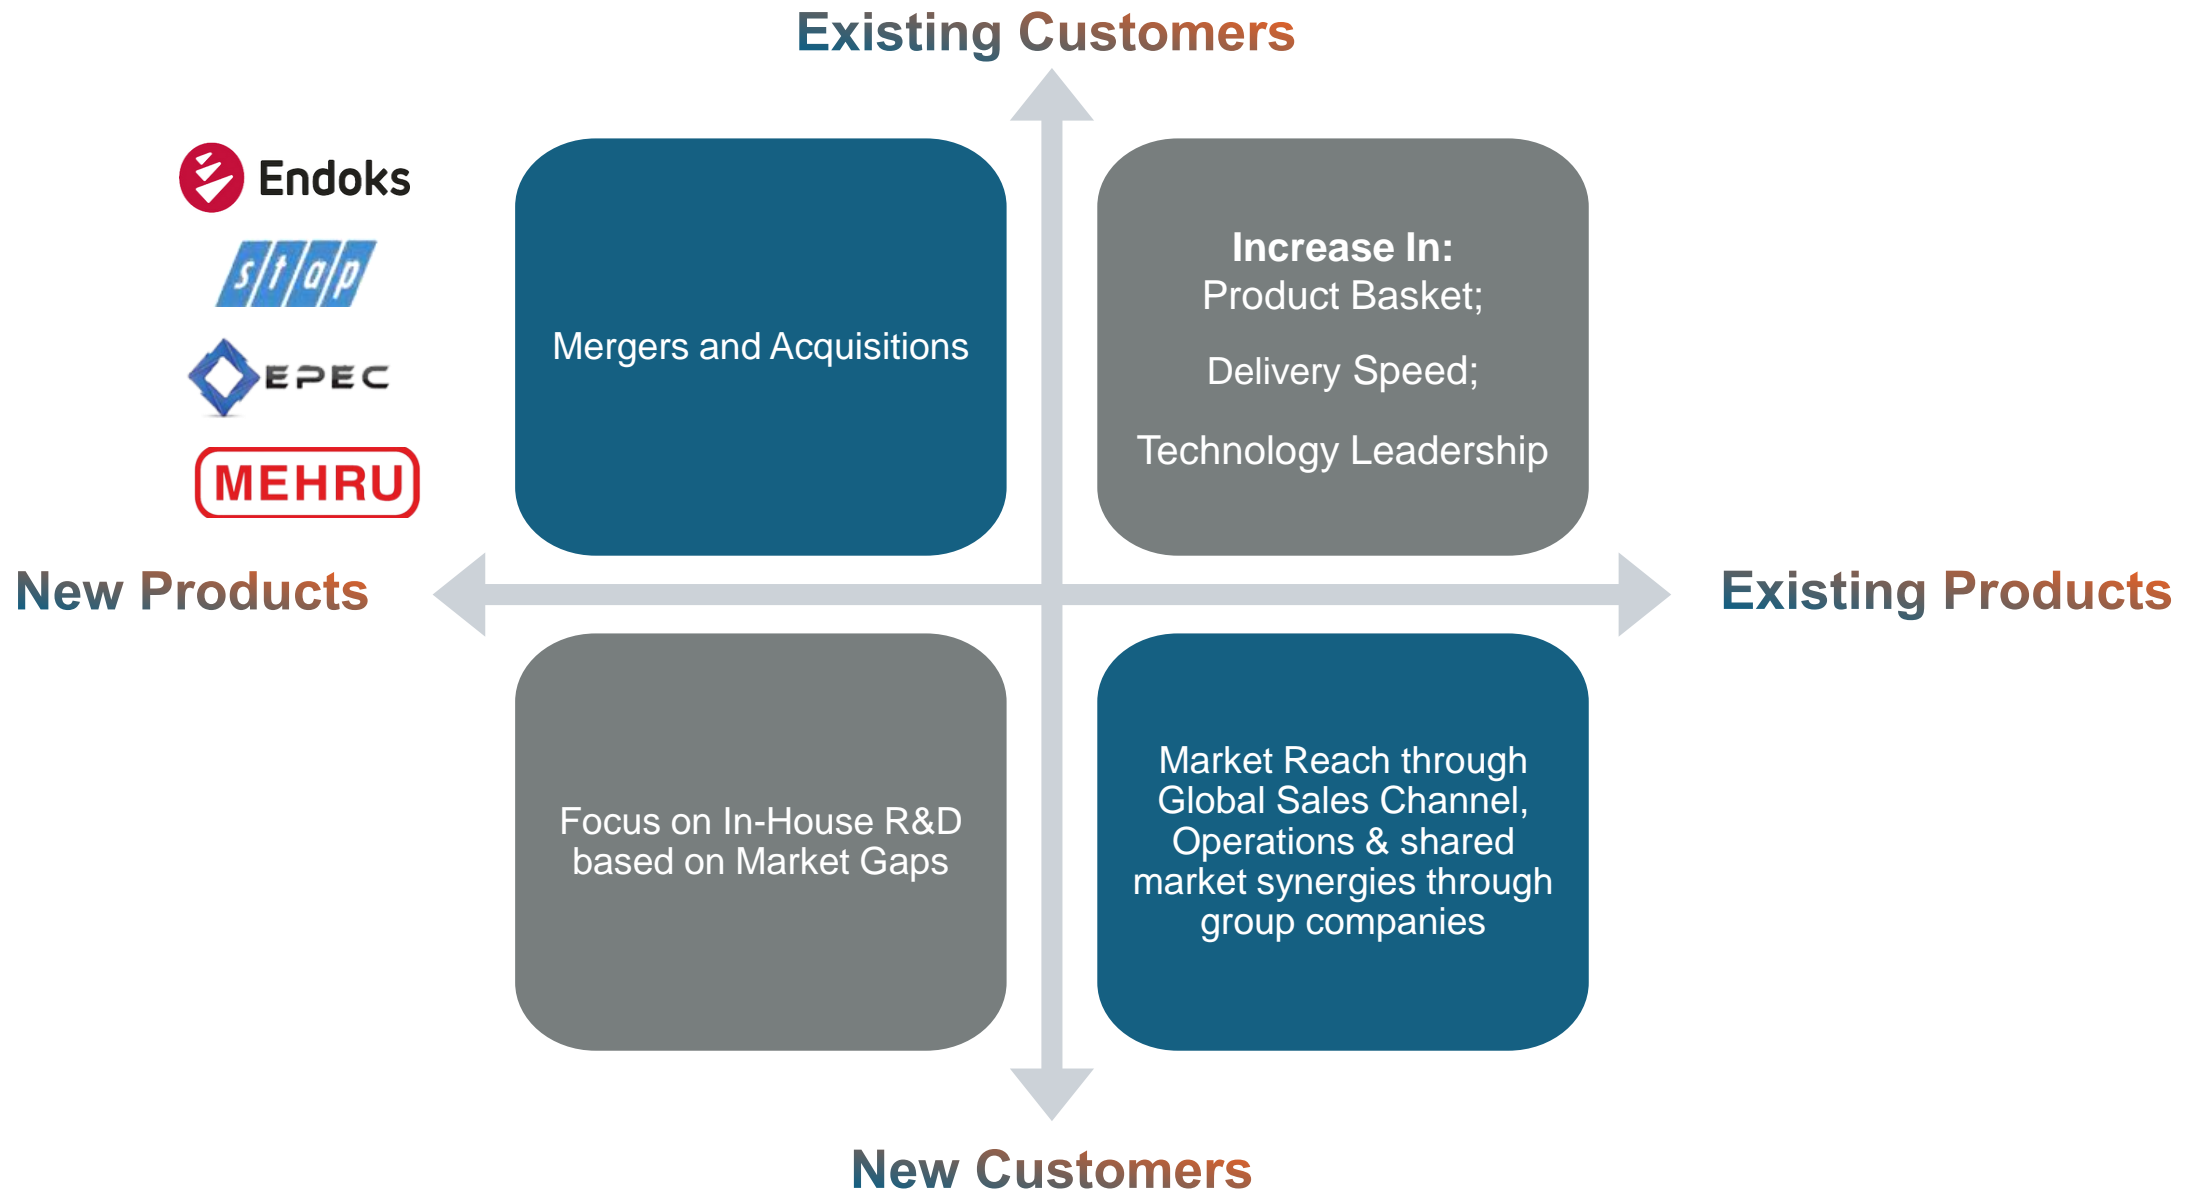 Existing Customers
Endoks
stap
EPEC
MEHRU
Mergers and Acquisitions
Increase In:
Product Basket;
Delivery Speed;
Technology Leadership
New Products
Existing Products
Focus on In-House R&D
based on Market Gaps
Market Reach through
Global Sales Channel,
Operations & shared
market synergies through
group companies
New Customers